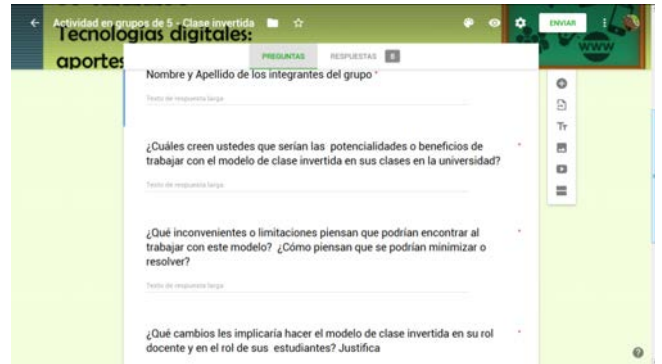 Tecnologías digitales:
Actividad en grupos de 5 - Clase invertida
ENVIAR
WWW
aportes
PREGUNTAS
RESPUESTAS
Nombre y Apellido de los integrantes del grupo *
Texto de respuesta larga
¿Cuáles creen ustedes que serían las potencialidades o beneficios de *
trabajar con el modelo de clase invertida en sus clases en la universidad?
Texto de respuesta larga
¿Qué inconvenientes o limitaciones piensan que podrían encontrar al *
trabajar con este modelo? ¿Cómo piensan que se podrían minimizar o
resolver?
Texto de respuesta larga
¿Qué cambios les implicaría hacer el modelo de clase invertida en su rol *
docente y en el rol de sus estudiantes? Justifica
Tт